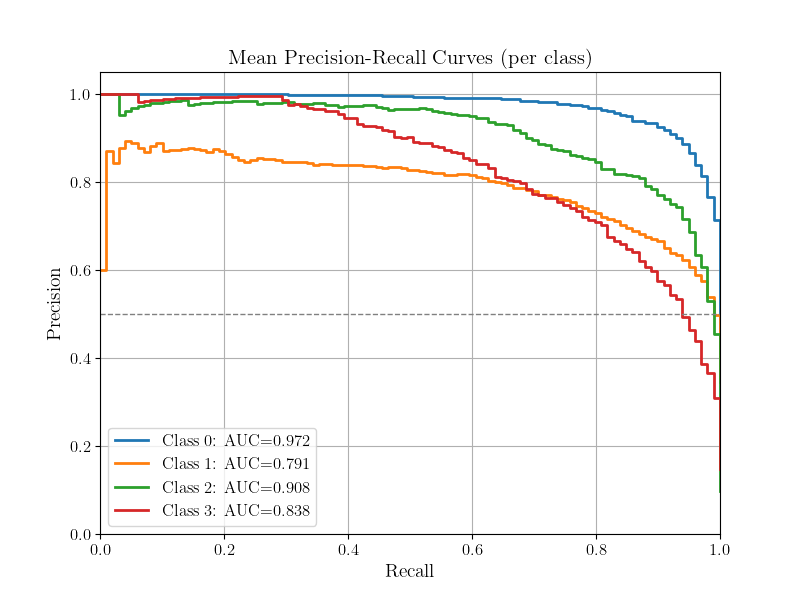 Mean Precision-Recall Curves (per class)
Precision
1.0
0.8
0.6
0.4
0.2
0.0
Class 0: AUC=0.972
Class 1: AUC=0.791
Class 2: AUC=0.908
Class 3: AUC=0.838
0.0 0.2 0.4 0.6 0.8 1.0
Recall